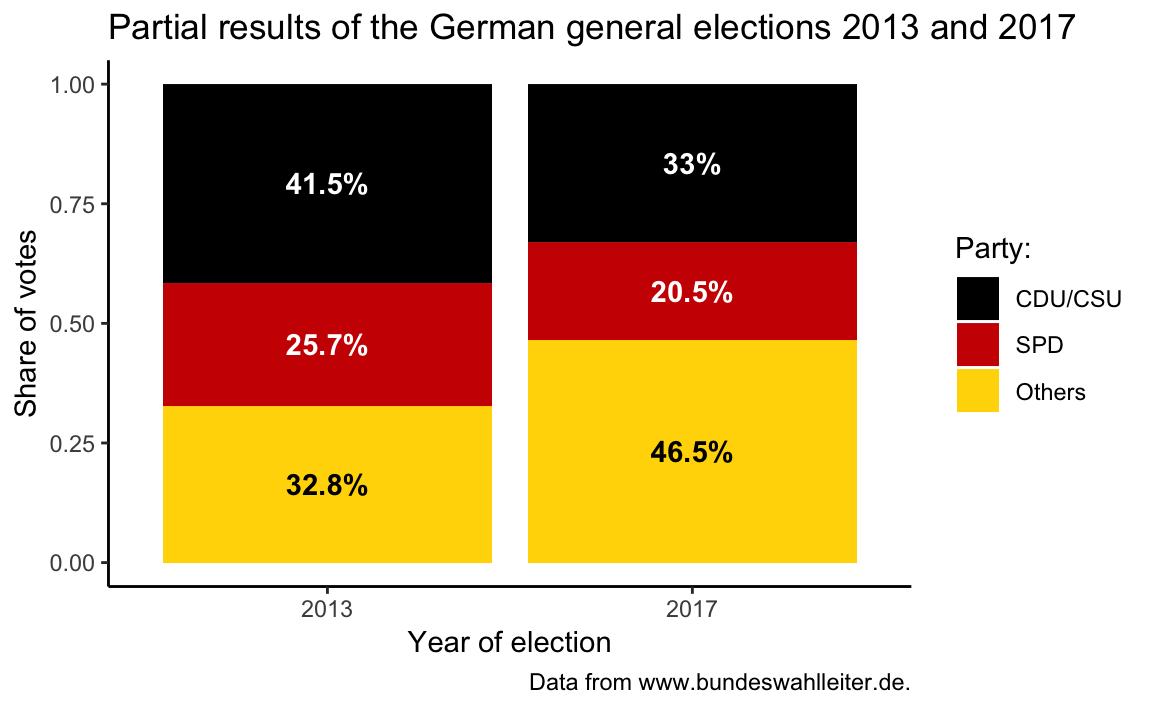 Partial results of the German general elections 2013 and 2017
Share of votes
1.00
0.75
0.50
0.25
0.00
41.5%
25.7%
32.8%
33%
20.5%
46.5%
2013
2017
Year of election
Party:
CDU/CSU
SPD
Others
Data from www.bundeswahlleiter.de.